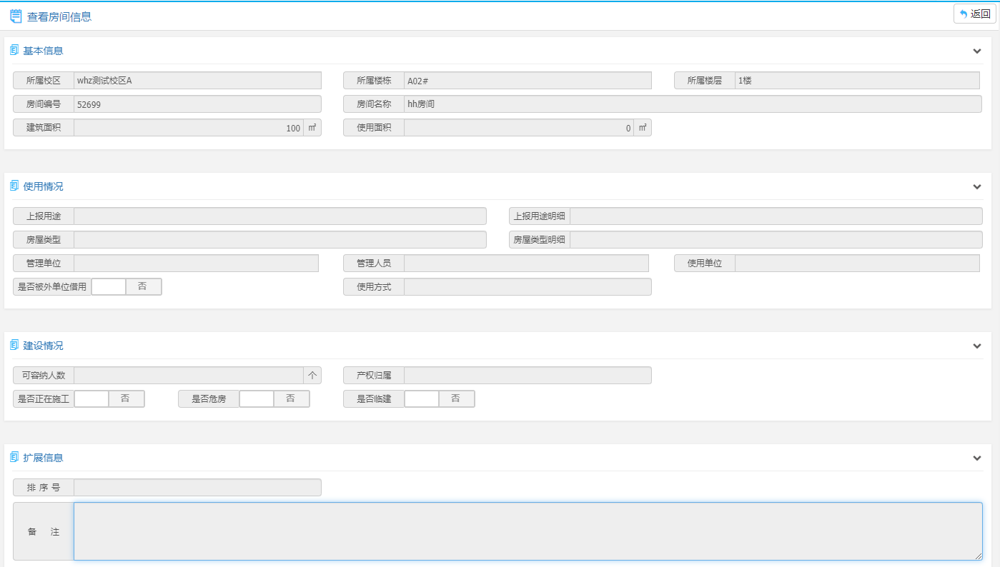 查看房间信息 返回
基本信息
所属校区 whz测试校区A 所属楼栋 A02# 所属楼层 1楼
房间编号 52699 房间名称 hh房间
建筑面积 100 ㎡ 使用面积 0 ㎡
使用情况
上报用途 上报用途明细
房屋类型 房屋类型明细
管理单位 管理人员 使用单位
是否被外单位借用 否 使用方式
建设情况
可容纳人数 个 产权归属
是否正在施工 否 是否危房 否 是否临建 否
扩展信息
排 序 号
备 注